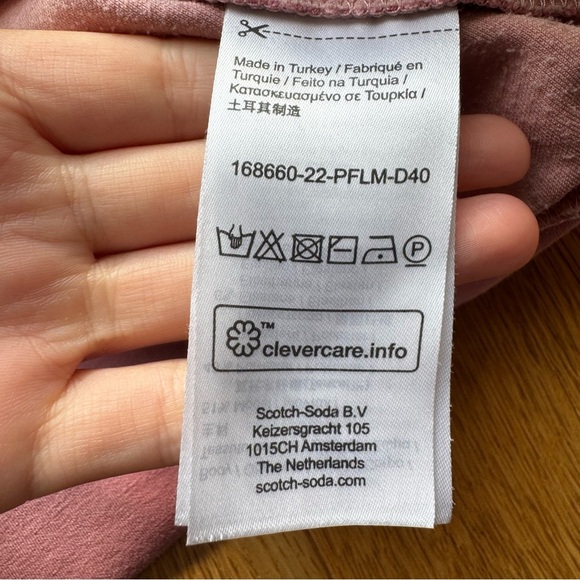 Made in Turkey / Fabriqué en
Turquie / Feito na Turquia /
Κατασκευασμένο σε Τουρκία /
土耳其制造
168660-22-PFLM-D40
P
™
clevercare.info
Scotch-Soda B.V
Keizersgracht 105
1015CH Amsterdam
The Netherlands
scotch-soda.com